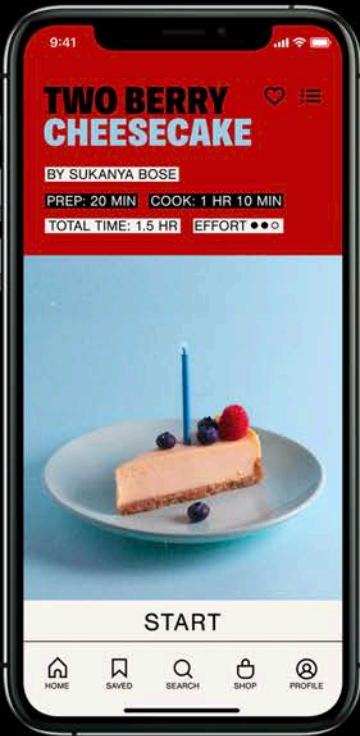 9:41
TWO BERRY
CHEESECAKE
BY SUKANYA BOSE
PREP: 20 MIN COOK: 1 HR 10 MIN
TOTAL TIME: 1.5 HR EFFORT ●●○
START
HOME SAVED SEARCH SHOP PROFILE